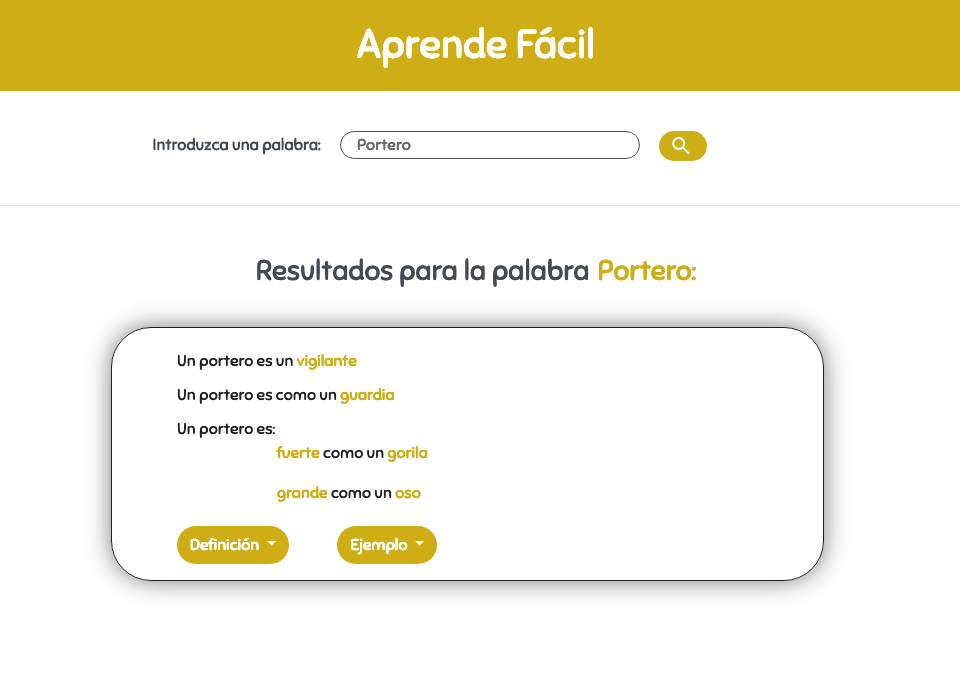 Aprende Fácil
Introduzca una palabra: Portero
Resultados para la palabra Portero:
Un portero es un vigilante
Un portero es como un guardia
Un portero es:
fuerte como un gorila
grande como un oso
Definición Ejemplo